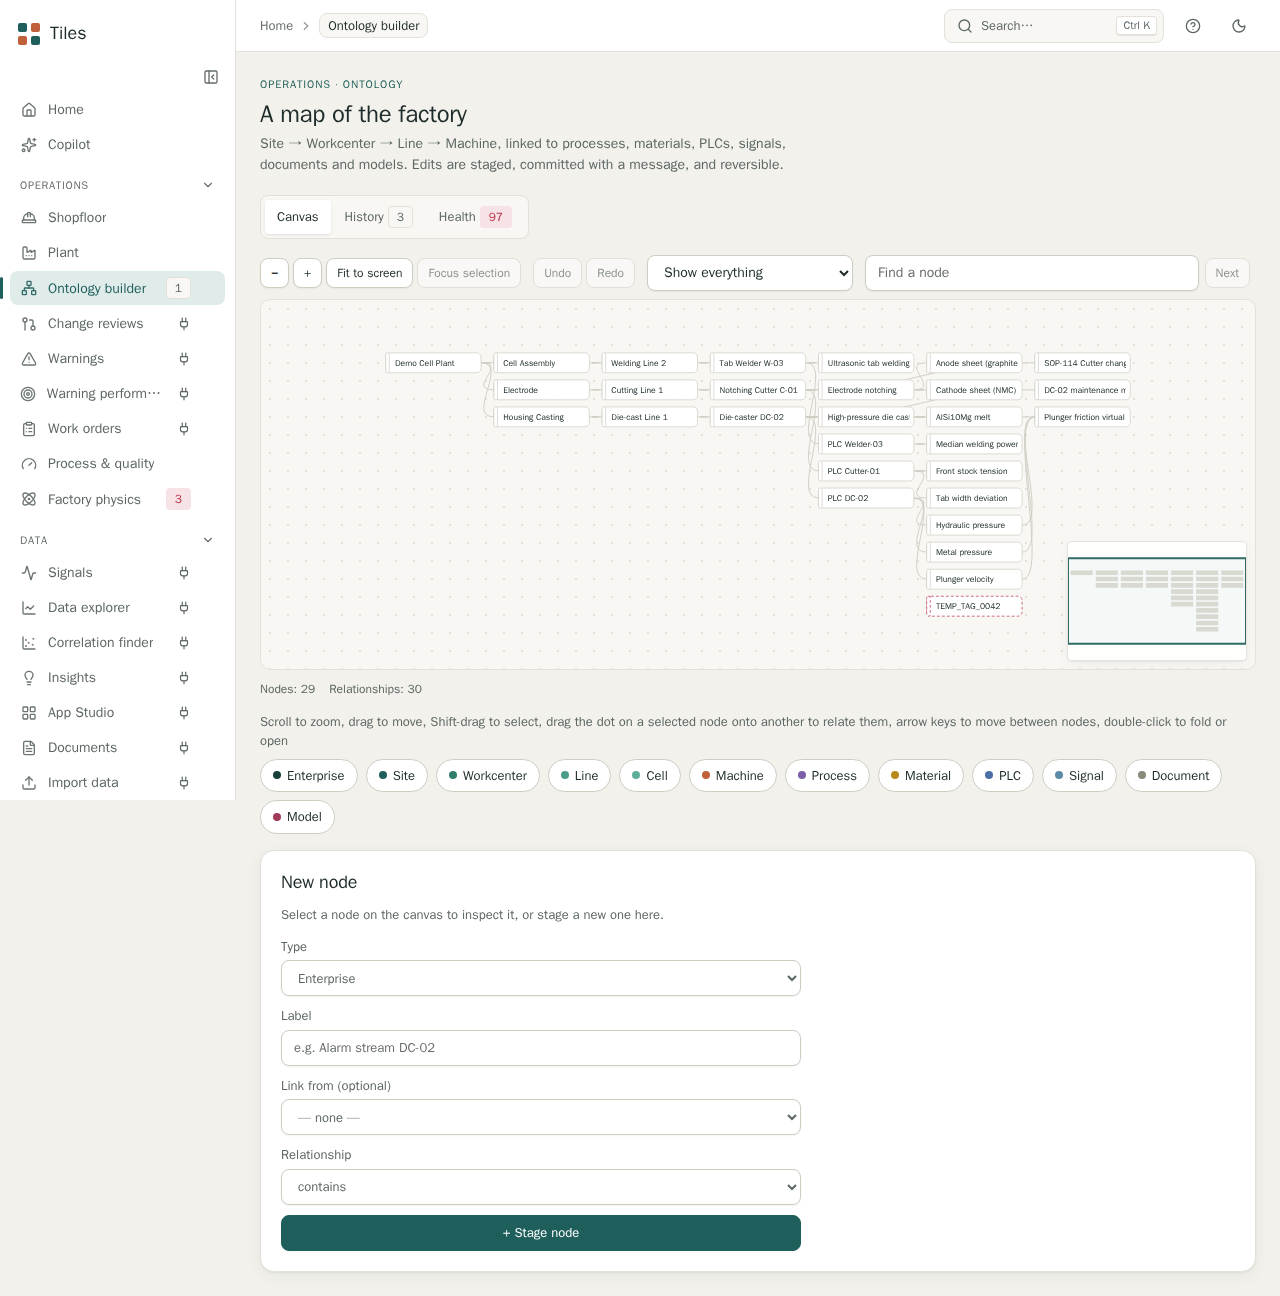 Tiles
Home
Copilot
OPERATIONS
Shopfloor
Plant
Ontology builder 1
Change reviews
Warnings
Warning perform···
Work orders
Process & quality
Factory physics 3
DATA
Signals
Data explorer
Correlation finder
Insights
App Studio
Documents
Import data
Home > Ontology builder
Search··· Ctrl K
OPERATIONS · ONTOLOGY
A map of the factory
Site → Workcenter → Line → Machine, linked to processes, materials, PLCs, signals,
documents and models. Edits are staged, committed with a message, and reversible.
Canvas History 3 Health 97
− + Fit to screen Focus selection Undo Redo Show everything Find a node Next
Demo Cell Plant Cell Assembly Welding Line 2 Tab Welder W-03 Ultrasonic tab welding Anode sheet (graphite SOP-114 Cutter chang
Electrode Cutting Line 1 Notching Cutter C-01 Electrode notching Cathode sheet (NMC) DC-02 maintenance m
Housing Casting Die-cast Line 1 Die-caster DC-02 High-pressure die cas AlSi10Mg melt Plunger friction virtual
PLC Welder-03 Median welding power
PLC Cutter-01 Front stock tension
PLC DC-02 Tab width deviation
Hydraulic pressure
Metal pressure
Plunger velocity
TEMP_TAG_0042
Nodes: 29 Relationships: 30
Scroll to zoom, drag to move, Shift-drag to select, drag the dot on a selected node onto another to relate them, arrow keys to move between nodes, double-click to fold or
open
Enterprise Site Workcenter Line Cell Machine Process Material PLC Signal Document
Model
New node
Select a node on the canvas to inspect it, or stage a new one here.
Type
Enterprise
Label
e.g. Alarm stream DC-02
Link from (optional)
— none —
Relationship
contains
+ Stage node